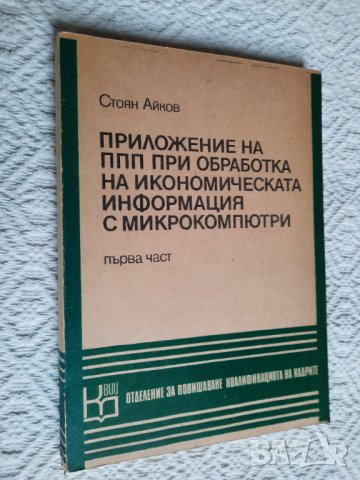 Стоян Айков
ПРИЛОЖЕНИЕ НА
ППП ПРИ ОБРАБОТКА
НА ИКОНОМИЧЕСКАТА
ИНФОРМАЦИЯ
С МИКРОКОМПЮТРИ
първа част
ВИИ
ОТДЕЛЕНИЕ ЗА ПОВИШАВАНЕ КВАЛИФИКАЦИЯТА НА КАДРИТЕ
BAZAR